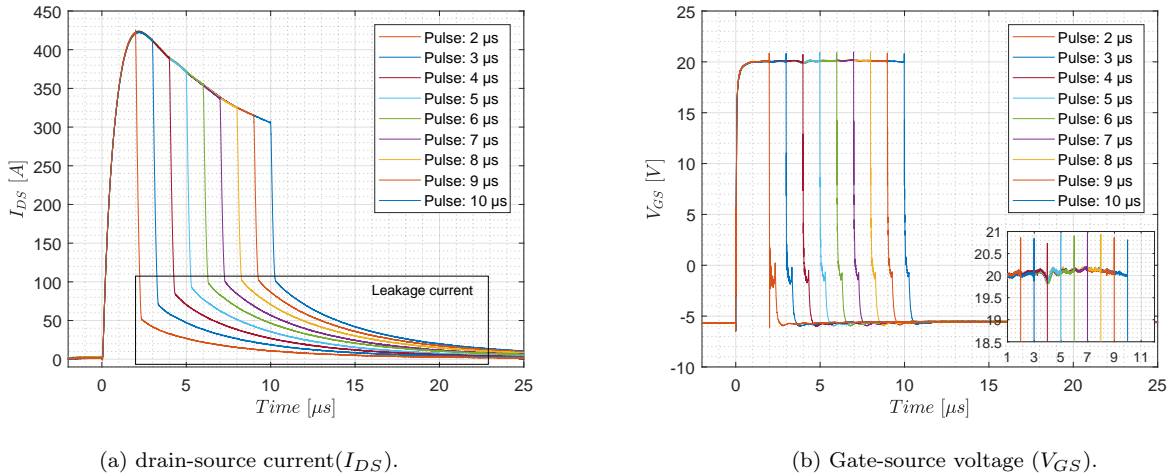 450
400
350
300
250
200
150
100
50
0
I_DS [A]
0
5
10
15
20
25
Time [μs]
Pulse: 2 μs
Pulse: 3 μs
Pulse: 4 μs
Pulse: 5 μs
Pulse: 6 μs
Pulse: 7 μs
Pulse: 8 μs
Pulse: 9 μs
Pulse: 10 μs
Leakage current
(a) drain-source current(I_DS).
25
20
15
10
5
0
-5
-10
V_GS [V]
0
5
10
15
20
25
Time [μs]
Pulse: 2 μs
Pulse: 3 μs
Pulse: 4 μs
Pulse: 5 μs
Pulse: 6 μs
Pulse: 7 μs
Pulse: 8 μs
Pulse: 9 μs
Pulse: 10 μs
21
20.5
20
19.5
19
18.5
1
3
5
7
9
11
(b) Gate-source voltage (V_GS).